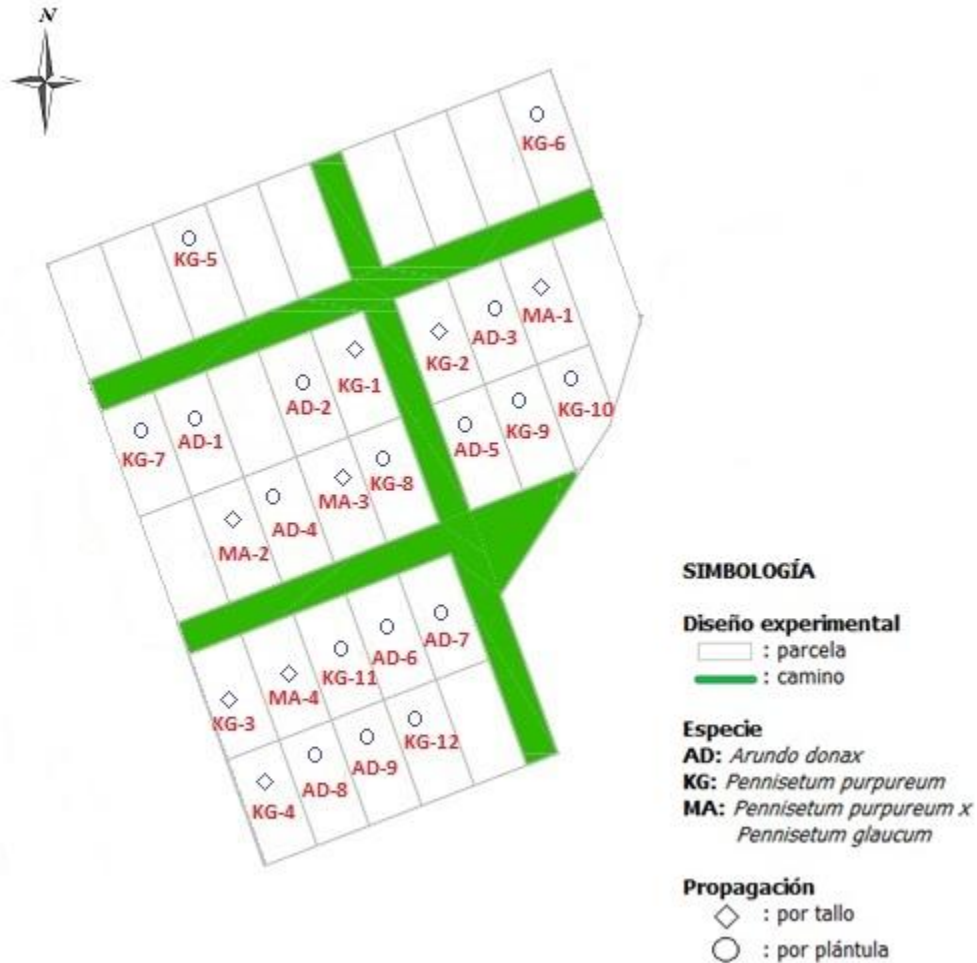 N
KG-6
KG-5
MA-1
AD-3
KG-2
KG-1
AD-2
KG-10
KG-9
AD-5
AD-1
KG-7
KG-8
MA-3
AD-4
MA-2
AD-7
AD-6
KG-11
MA-4
KG-3
KG-12
AD-9
AD-8
KG-4
SIMBOLOGÍA
Diseño experimental
: parcela
: camino
Especie
AD: Arundo donax
KG: Pennisetum purpureum
MA: Pennisetum purpureum x
Pennisetum glaucum
Propagación
: por tallo
: por plántula